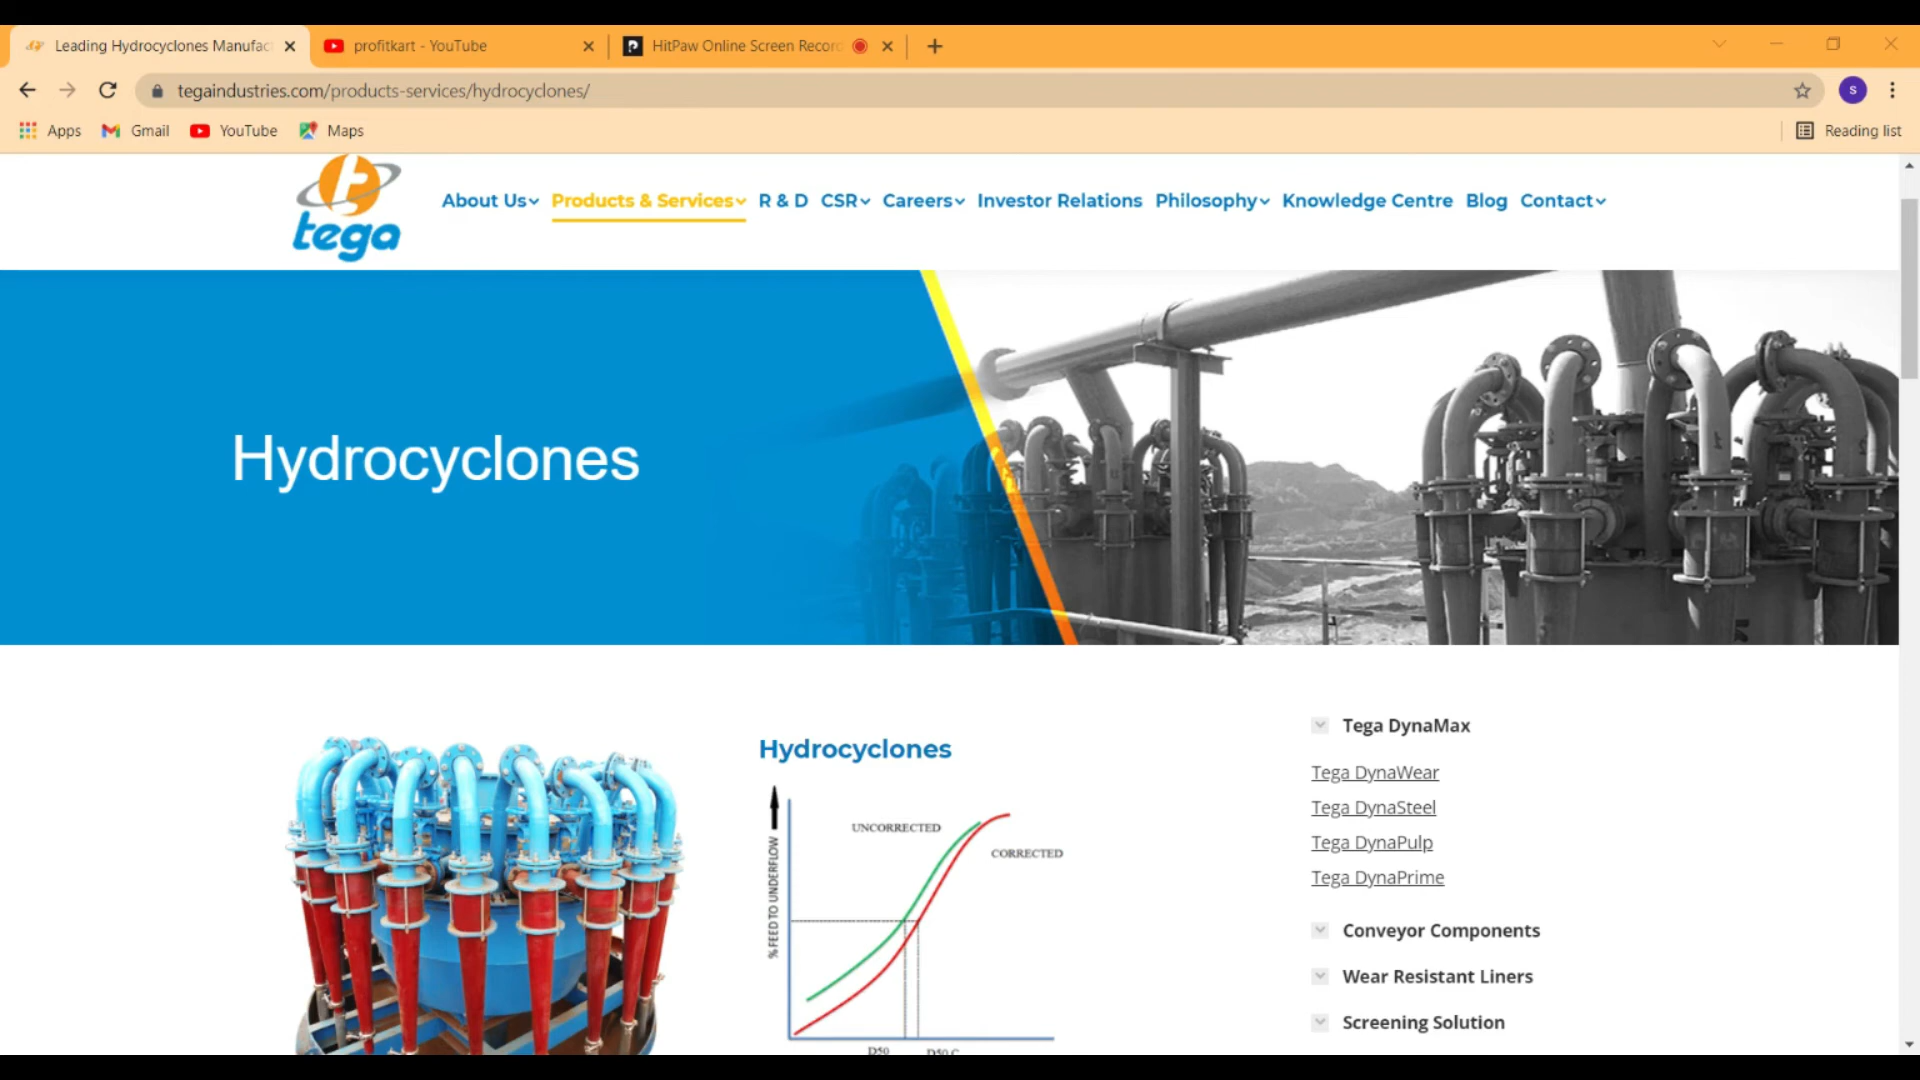 Leading Hydrocyclones Manufac
profitkart - YouTube
HitPaw Online Screen Record
tegaindustries.com/products-services/hydrocyclones/
S
Apps
Gmail
YouTube
Maps
Reading list
tega
About Us
Products & Services
R & D
CSR
Careers
Investor Relations
Philosophy
Knowledge Centre
Blog
Contact
Hydrocyclones
Hydrocyclones
UNCORRECTED
CORRECTED
% FEED TO UNDERFLOW
D50
D50 C
Tega DynaMax
Tega DynaWear
Tega DynaSteel
Tega DynaPulp
Tega DynaPrime
Conveyor Components
Wear Resistant Liners
Screening Solution